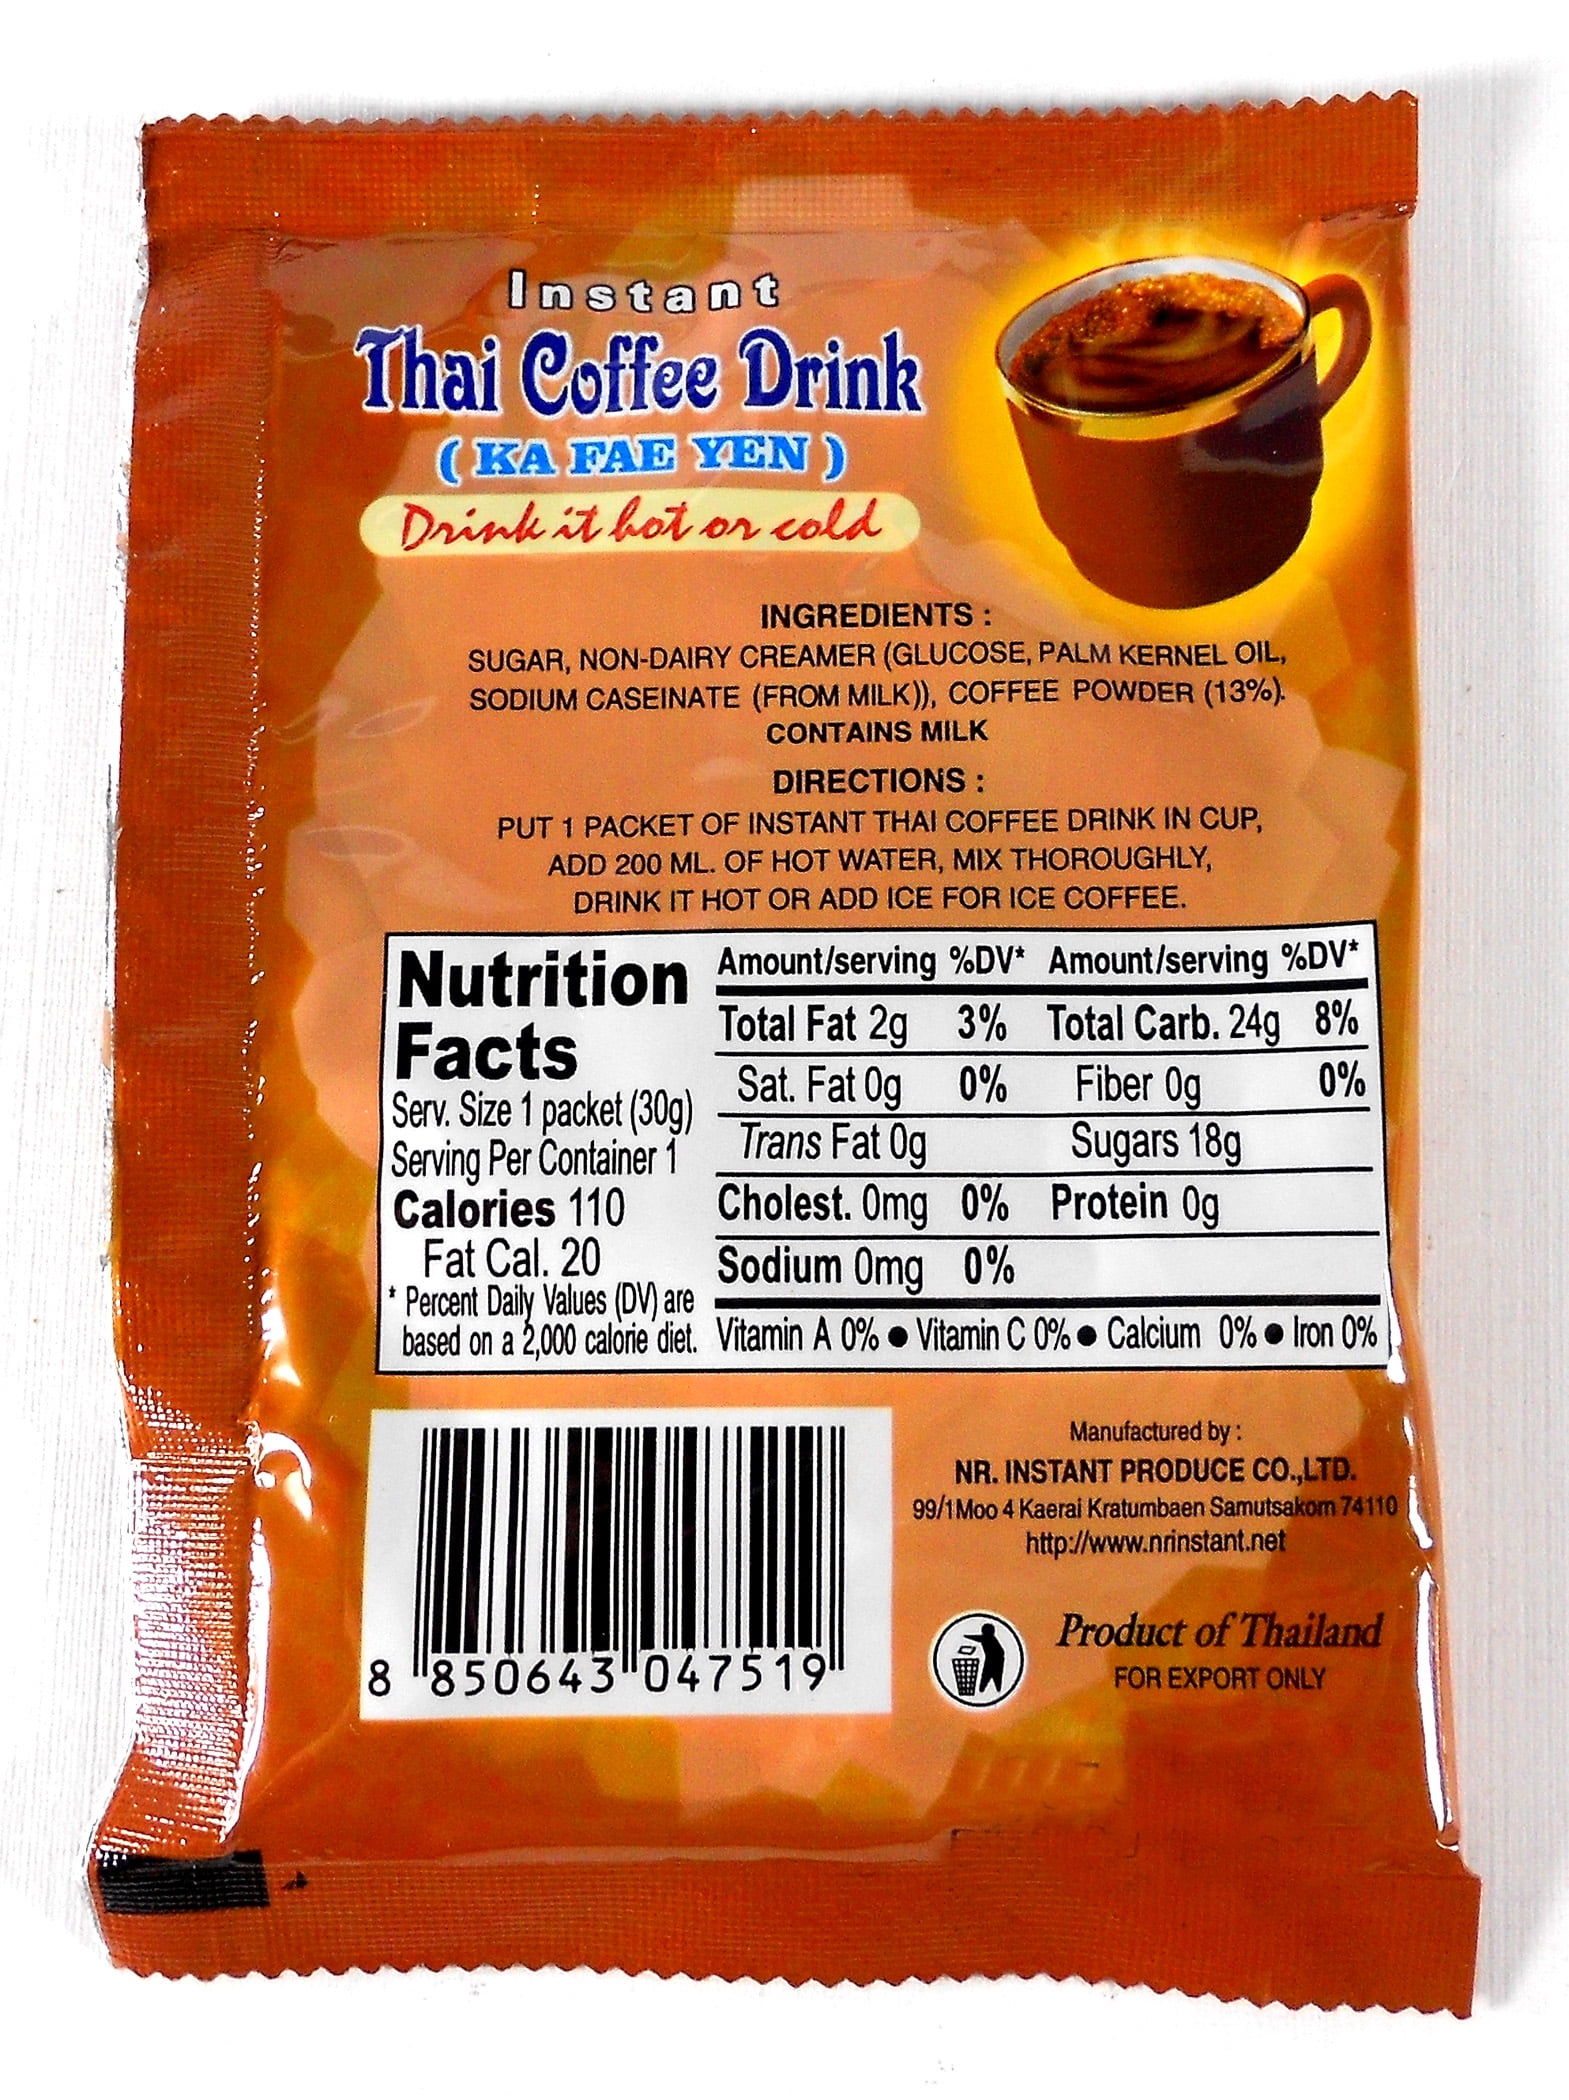 Instant
Thai Coffee Drink
( KA FAE YEN )
Drink it hot or cold
INGREDIENTS :
SUGAR, NON-DAIRY CREAMER (GLUCOSE, PALM KERNEL OIL,
SODIUM CASEINATE (FROM MILK)), COFFEE POWDER (13%).
CONTAINS MILK
DIRECTIONS :
PUT 1 PACKET OF INSTANT THAI COFFEE DRINK IN CUP,
ADD 200 ML. OF HOT WATER, MIX THOROUGHLY,
DRINK IT HOT OR ADD ICE FOR ICE COFFEE.
Nutrition
Facts
Serv. Size 1 packet (30g)
Serving Per Container 1
Calories 110
Fat Cal. 20
* Percent Daily Values (DV) are
based on a 2,000 calorie diet.
Amount/serving %DV* Amount/serving %DV*
Total Fat 2g 3% Total Carb. 24g 8%
Sat. Fat 0g 0% Fiber 0g 0%
Trans Fat 0g Sugars 18g
Cholest. 0mg 0% Protein 0g
Sodium 0mg 0%
Vitamin A 0% ● Vitamin C 0% ● Calcium 0% ● Iron 0%
8 850643 047519
Manufactured by :
NR. INSTANT PRODUCE CO.,LTD.
99/1Moo 4 Kaerai Kratumbaen Samutsakorn 74110
http://www.nrinstant.net
Product of Thailand
FOR EXPORT ONLY